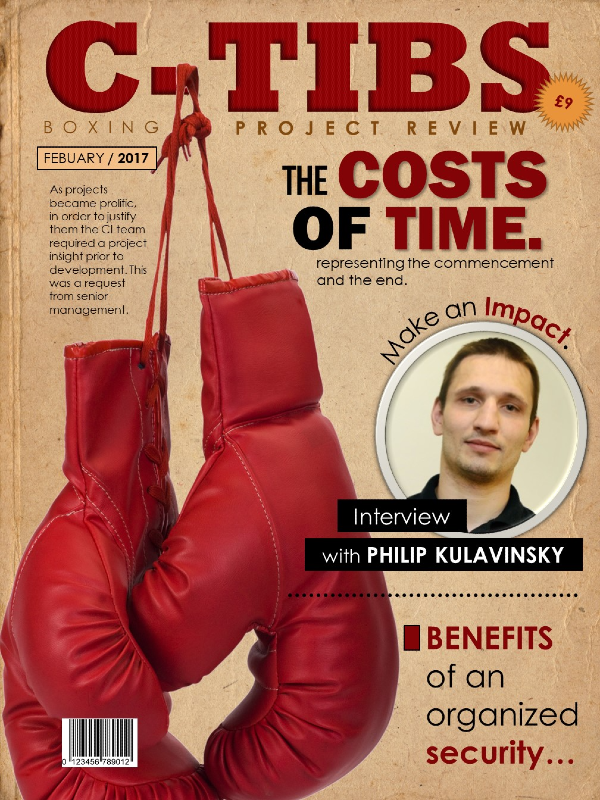 C-TIBS
£9
BOXING PROJECT REVIEW
FEBUARY / 2017
As projects
became prolific,
in order to justify
them the CI team
required a project
insight prior to
development. This
was a request
from senior
management.
THE COSTS
OF TIME.
representing the commencement
and the end.
Make an Impact.
Interview
with PHILIP KULAVINSKY
BENEFITS
of an
organized
security...
0 123456 789012